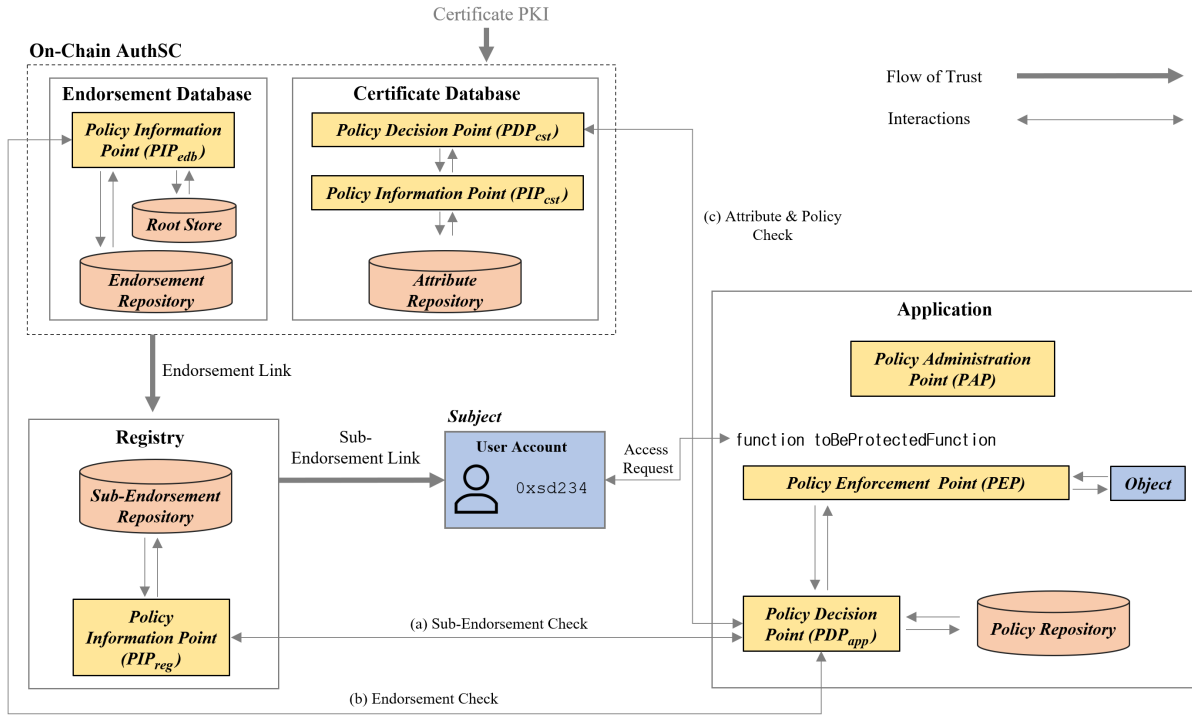 Certificate PKI
On-Chain AuthSC
Endorsement Database
Policy Information
Point (PIPedb)
Root Store
Endorsement
Repository
Certificate Database
Policy Decision Point (PDPcst)
Policy Information Point (PIPcst)
Attribute
Repository
Flow of Trust
Interactions
(c) Attribute & Policy
Check
Endorsement Link
Registry
Sub-Endorsement
Repository
Policy
Information Point
(PIPreg)
Sub-
Endorsement Link
Subject
User Account
0xsd234
Access
Request
Application
Policy Administration
Point (PAP)
function toBeProtectedFunction
Policy Enforcement Point (PEP)
Object
Policy Decision
Point (PDPapp)
Policy Repository
(a) Sub-Endorsement Check
(b) Endorsement Check